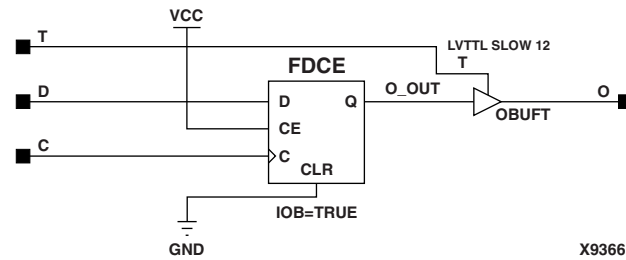 VCC
T
LVTTL SLOW 12
T
FDCE
D
D
Q
O_OUT
O
OBUFT
CE
C
C
CLR
IOB=TRUE
GND
X9366